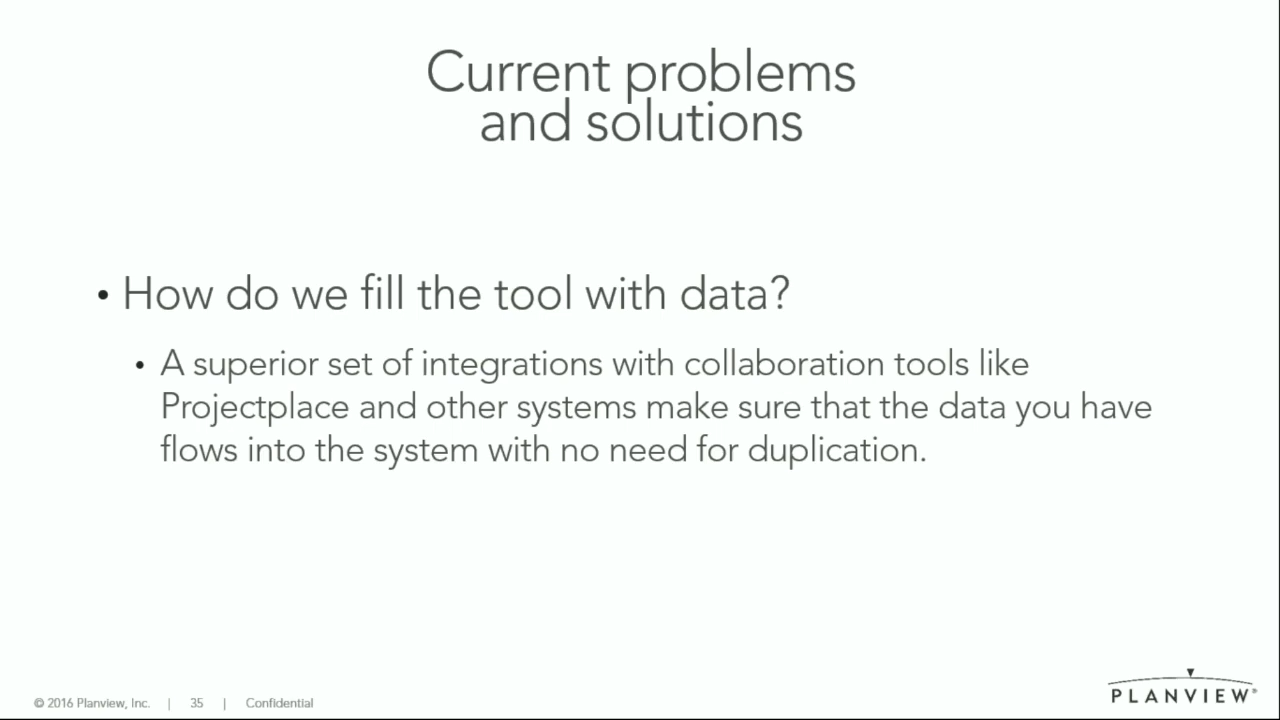 Current problems
and solutions
• How do we fill the tool with data?
• A superior set of integrations with collaboration tools like
Projectplace and other systems make sure that the data you have
flows into the system with no need for duplication.
© 2016 Planview, Inc. | 35 | Confidential
PLANVIEW®